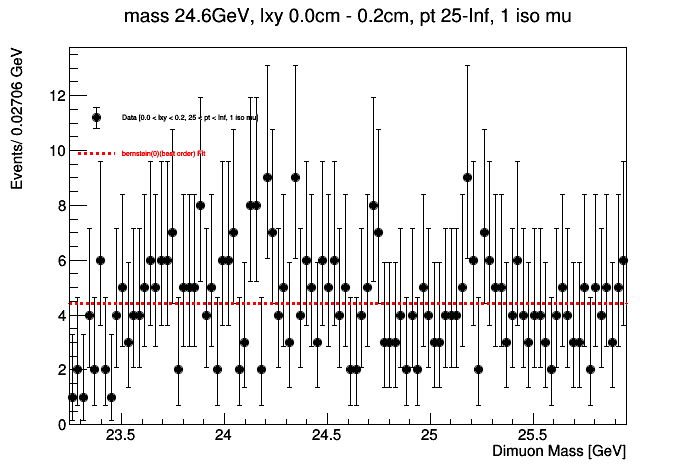 mass 24.6GeV, lxy 0.0cm - 0.2cm, pt 25-Inf, 1 iso mu
Events/ 0.02706 GeV
12
Data [0.0 < lxy < 0.2, 25 < pt < Inf, 1 iso mu]
bernstein(0)(best order) Fit
10
8
6
4
2
0
23.5 24 24.5 25 25.5
Dimuon Mass [GeV]